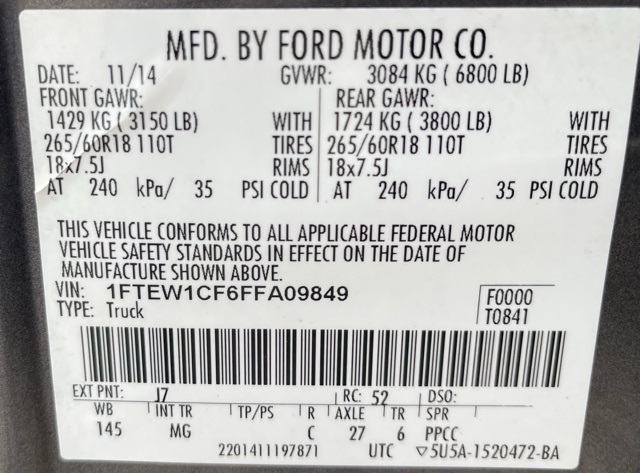 MFD. BY FORD MOTOR CO.
DATE: 11/14 GVWR: 3084 KG ( 6800 LB)
FRONT GAWR: REAR GAWR:
1429 KG ( 3150 LB) WITH 1724 KG ( 3800 LB) WITH
265/60R18 110T TIRES 265/60R18 110T TIRES
18x7.5J RIMS 18x7.5J RIMS
AT 240 kPa/ 35 PSI COLD AT 240 kPa/ 35 PSI COLD
THIS VEHICLE CONFORMS TO ALL APPLICABLE FEDERAL MOTOR
VEHICLE SAFETY STANDARDS IN EFFECT ON THE DATE OF
MANUFACTURE SHOWN ABOVE.
VIN: 1FTEW1CF6FFA09849 F0000
TYPE: Truck T0841
EXT PNT: J7 RC: 52 DSO:
WB INT TR TP/PS R AXLE TR SPR
145 MG C 27 6 PPCC
2201411197871 UTC ▽5U5A-1520472-BA